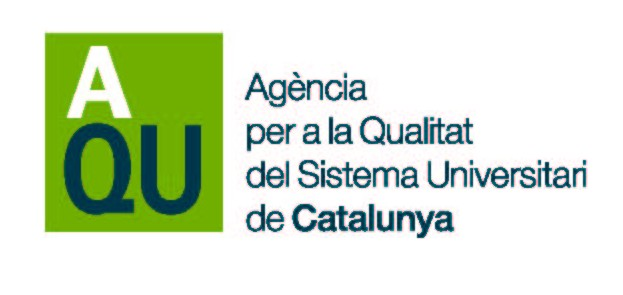 A
QU
Agència
per a la Qualitat
del Sistema Universitari
de Catalunya